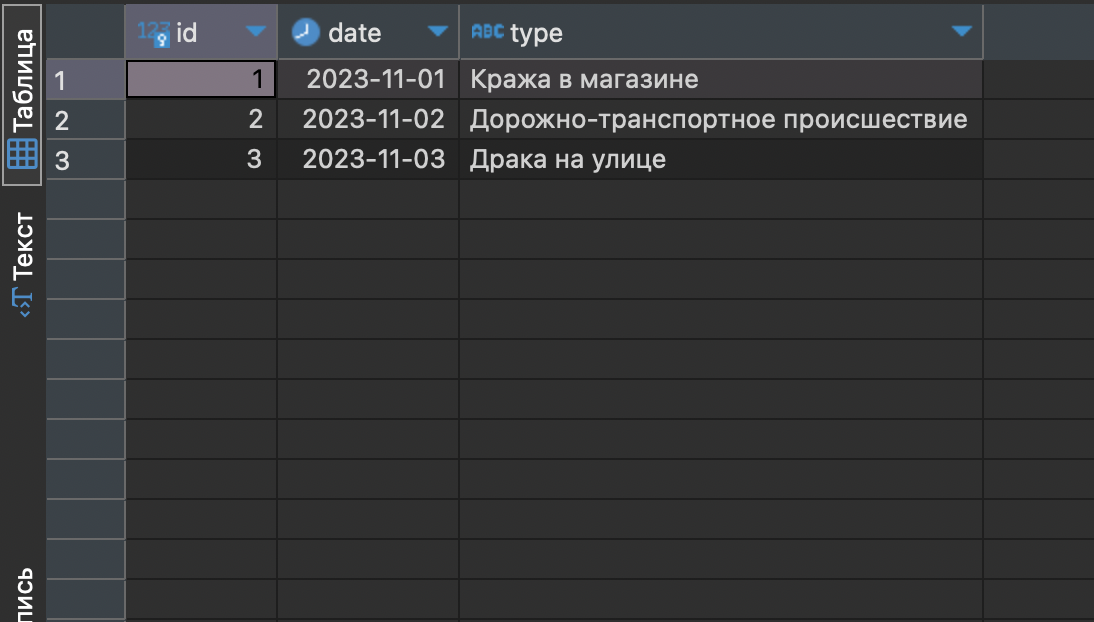 123 id date ABC type
1 1 2023-11-01 Кража в магазине
2 2 2023-11-02 Дорожно-транспортное происшествие
3 3 2023-11-03 Драка на улице
Таблица
Текст
пись